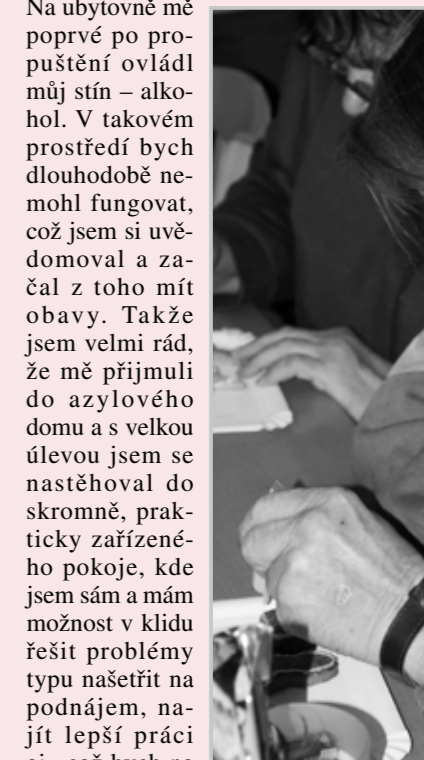 Na ubytovně mě
poprvé po pro-
puštění ovládl
můj stín – alko-
hol. V takovém
prostředí bych
dlouhodobě ne-
mohl fungovat,
což jsem si uvě-
domoval a za-
čal z toho mít
obavy. Takže
jsem velmi rád,
že mě přijmuli
do azylového
domu a s velkou
úlevou jsem se
nastěhoval do
skromně, prak-
ticky zařízené-
ho pokoje, kde
jsem sám a mám
možnost v klidu
řešit problémy
typu našetřit na
podnájem, na-
jít lepší práci